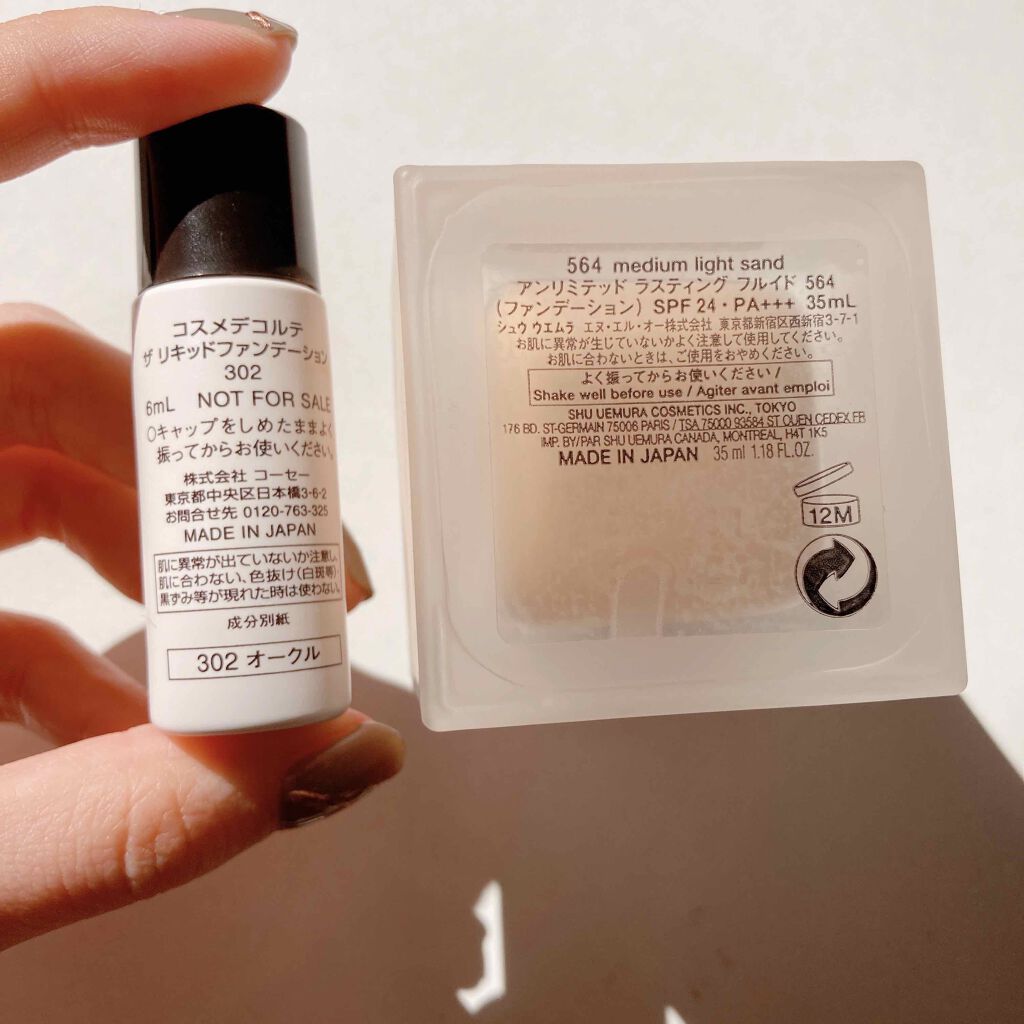 コスメデコルテ
ザ リキッドファンデーション
302
6mL NOT FOR SALE
○キャップをしめたままよく
振ってからお使いください。
株式会社 コーセー
東京都中央区日本橋3-6-2
お問合せ先 0120-763-325
MADE IN JAPAN
肌に異常が出ていないか注意し、
肌に合わない、色抜け(白斑等)・
黒ずみ等が現れた時は使わない。
成分別紙
302 オークル
564 medium light sand
アンリミテッド ラスティング フルイド 564
(ファンデーション) SPF 24・PA+++ 35mL
シュウ ウエムラ エヌ・エル・オー株式会社 東京都新宿区西新宿3-7-1
お肌に異常が生じていないかよく注意して使用してください。
お肌に合わないときは、ご使用をおやめください。
よく振ってからお使いください /
Shake well before use / Agiter avant emploi
SHU UEMURA COSMETICS INC., TOKYO
176 BD. ST-GERMAIN 75006 PARIS / TSA 75000 93584 ST OUEN CEDEX FR
IMP. BY/PAR SHU UEMURA CANADA, MONTREAL, H4T 1K5
MADE IN JAPAN 35 ml 1.18 FL.OZ.
12M